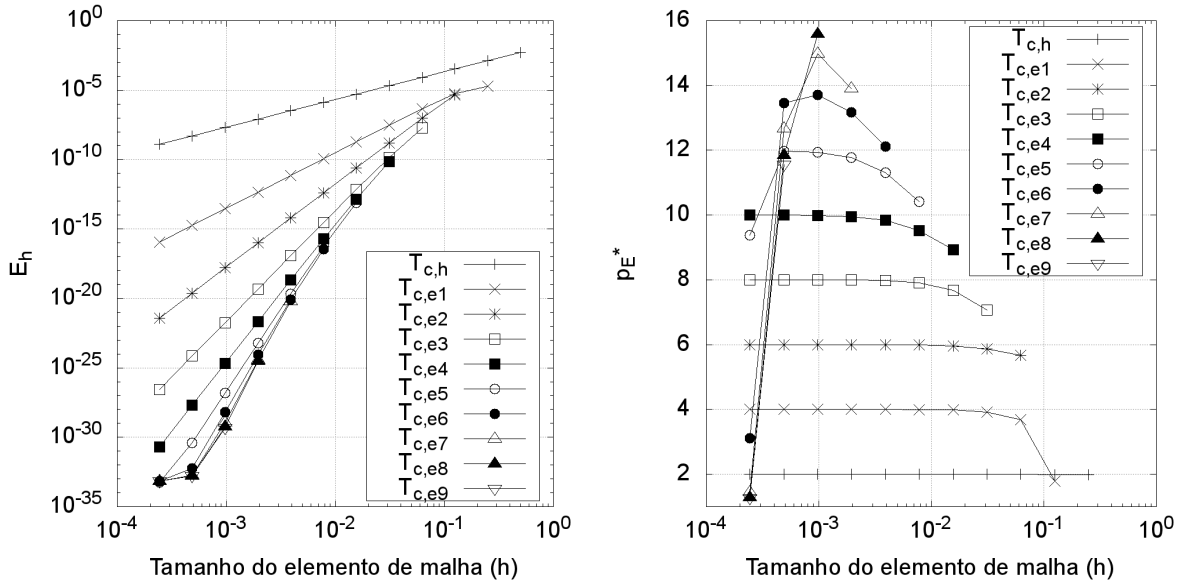 10^0
10^-5
10^-10
10^-15
10^-20
10^-25
10^-30
10^-35
E_h
10^-4 10^-3 10^-2 10^-1 10^0
Tamanho do elemento de malha (h)
T_c,h
T_c,e1
T_c,e2
T_c,e3
T_c,e4
T_c,e5
T_c,e6
T_c,e7
T_c,e8
T_c,e9
16
14
12
10
8
6
4
2
p_E*
10^-4 10^-3 10^-2 10^-1 10^0
Tamanho do elemento de malha (h)
T_c,h
T_c,e1
T_c,e2
T_c,e3
T_c,e4
T_c,e5
T_c,e6
T_c,e7
T_c,e8
T_c,e9